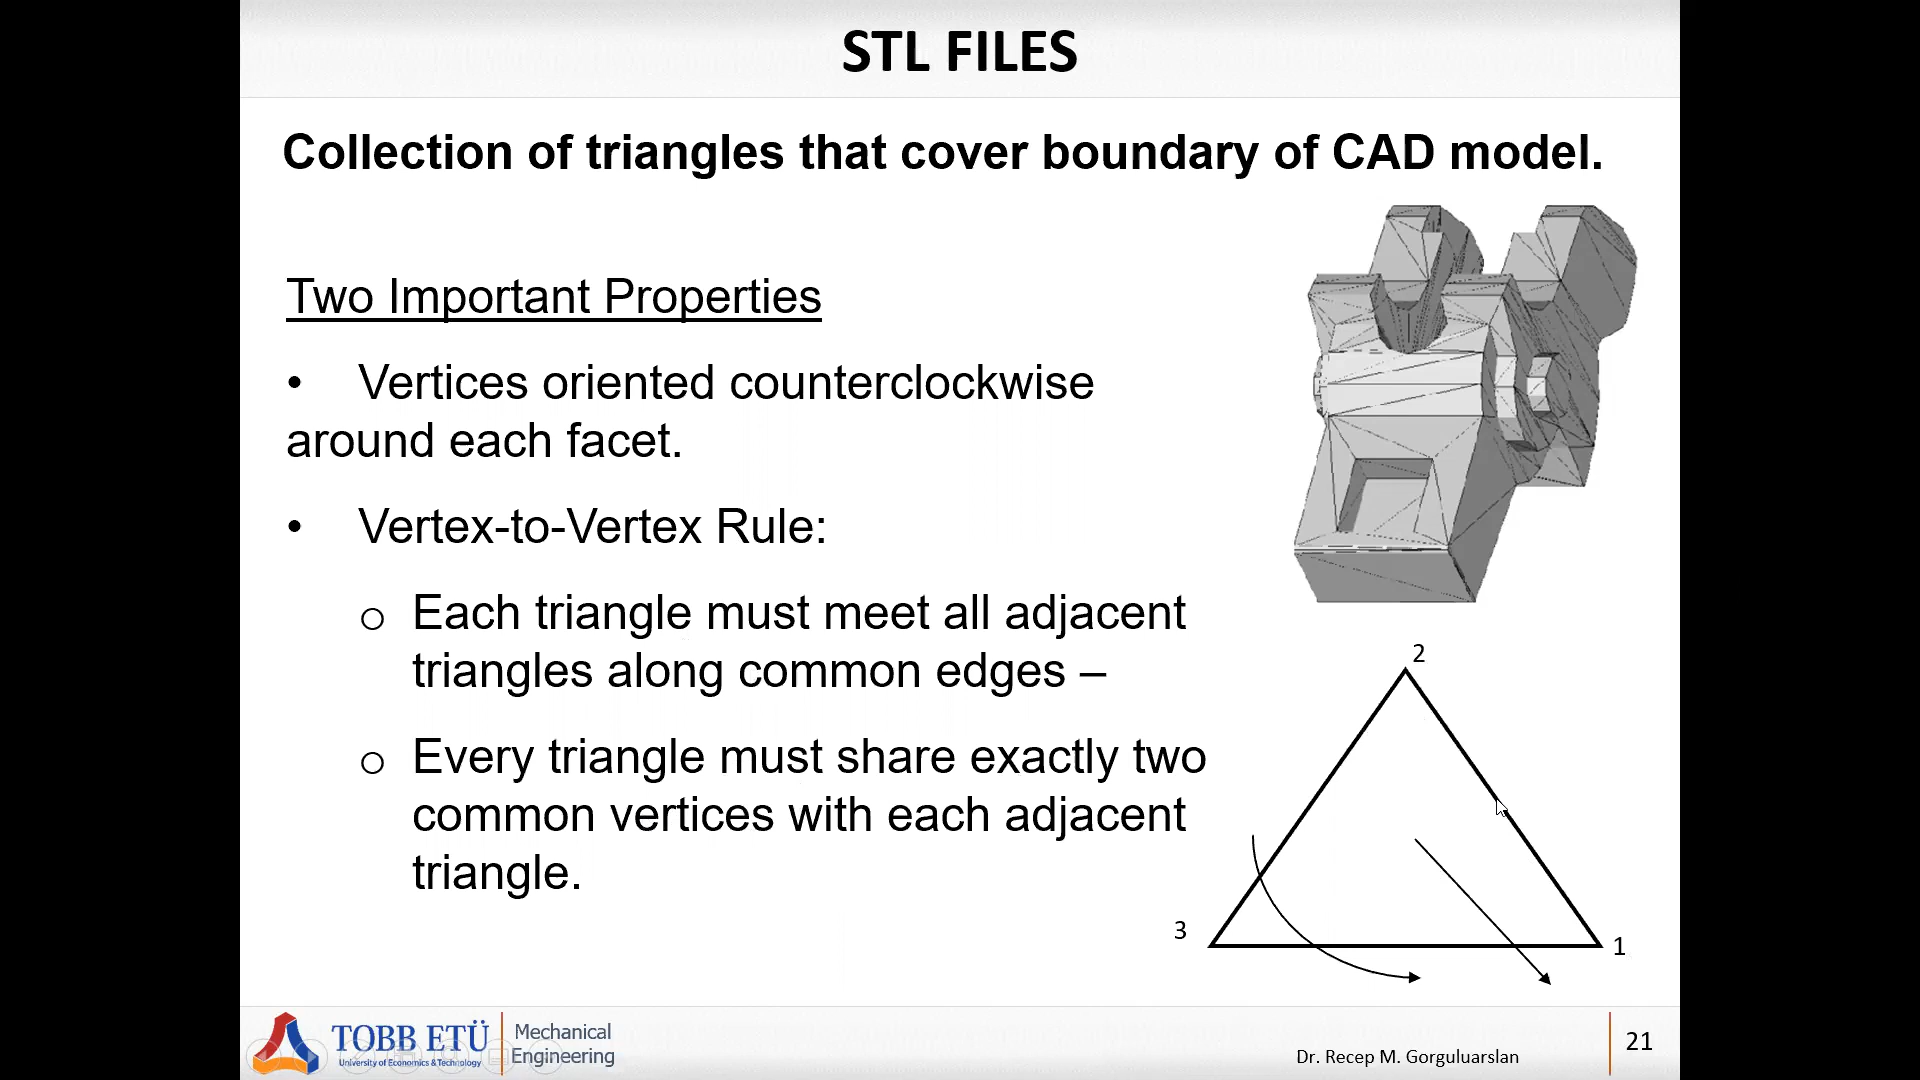 STL FILES
Collection of triangles that cover boundary of CAD model.
Two Important Properties
• Vertices oriented counterclockwise
around each facet.
• Vertex-to-Vertex Rule:
o Each triangle must meet all adjacent
triangles along common edges –
o Every triangle must share exactly two
common vertices with each adjacent
triangle.
2
3
1
TOBB ETÜ
University of Economics & Technology
Mechanical
Engineering
Dr. Recep M. Gorguluarslan
21